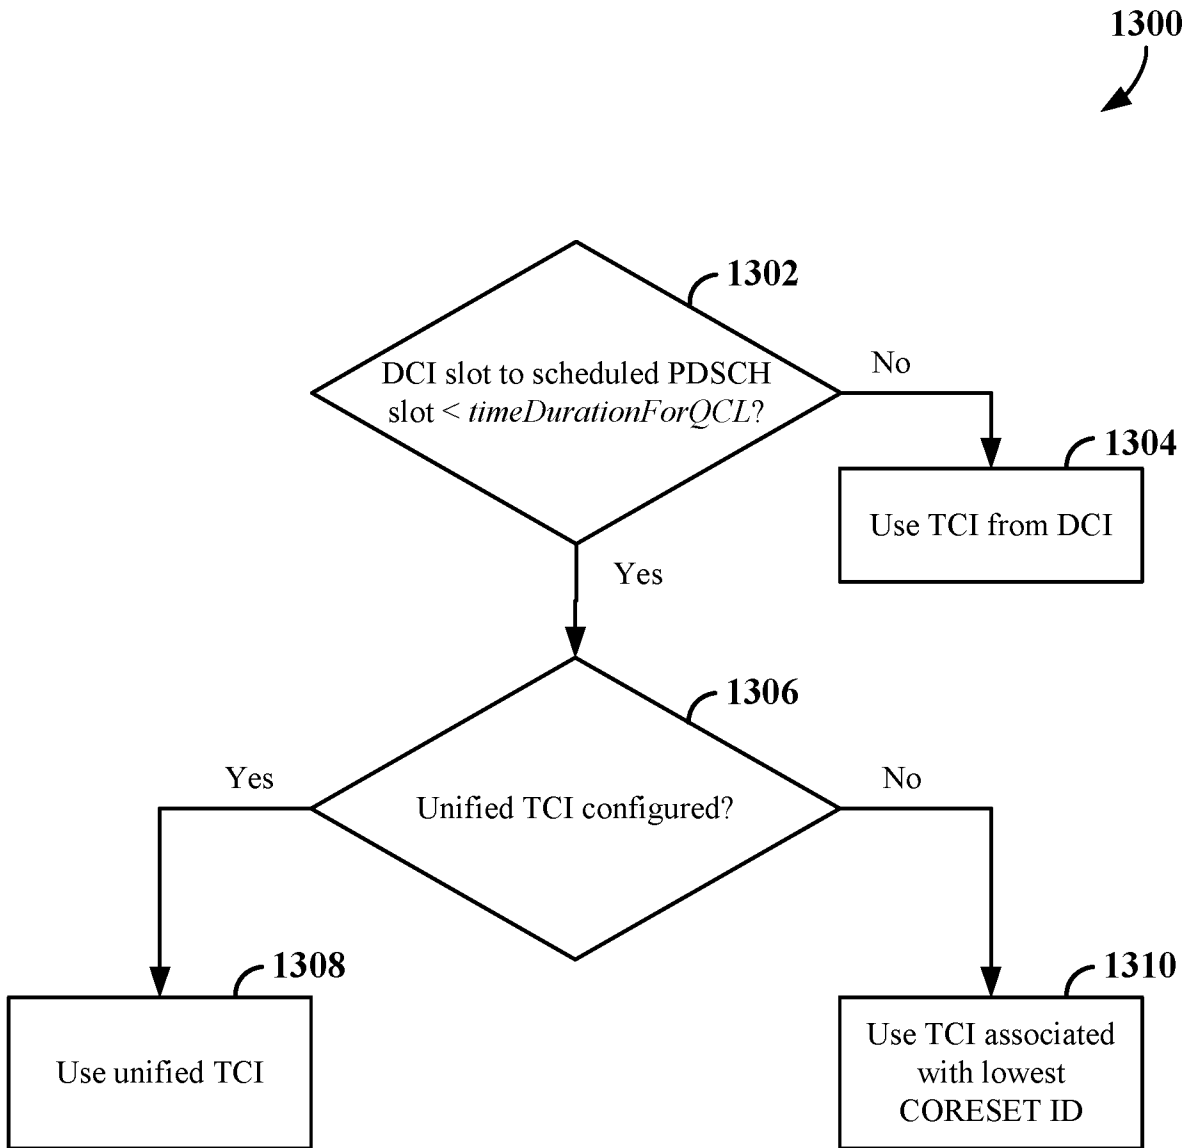 1300
1302
DCI slot to scheduled PDSCH
slot < timeDurationForQCL?
No
1304
Use TCI from DCI
Yes
1306
Unified TCI configured?
Yes
No
1308
Use unified TCI
1310
Use TCI associated
with lowest
CORESET ID